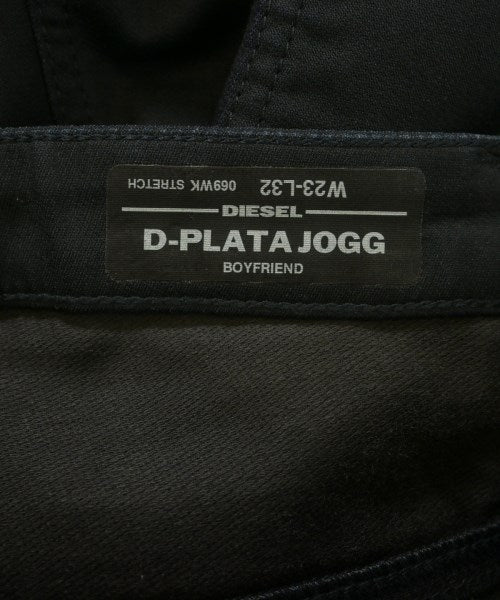 W23-L32 069WK STRETCH
DIESEL
D-PLATA JOGG
BOYFRIEND